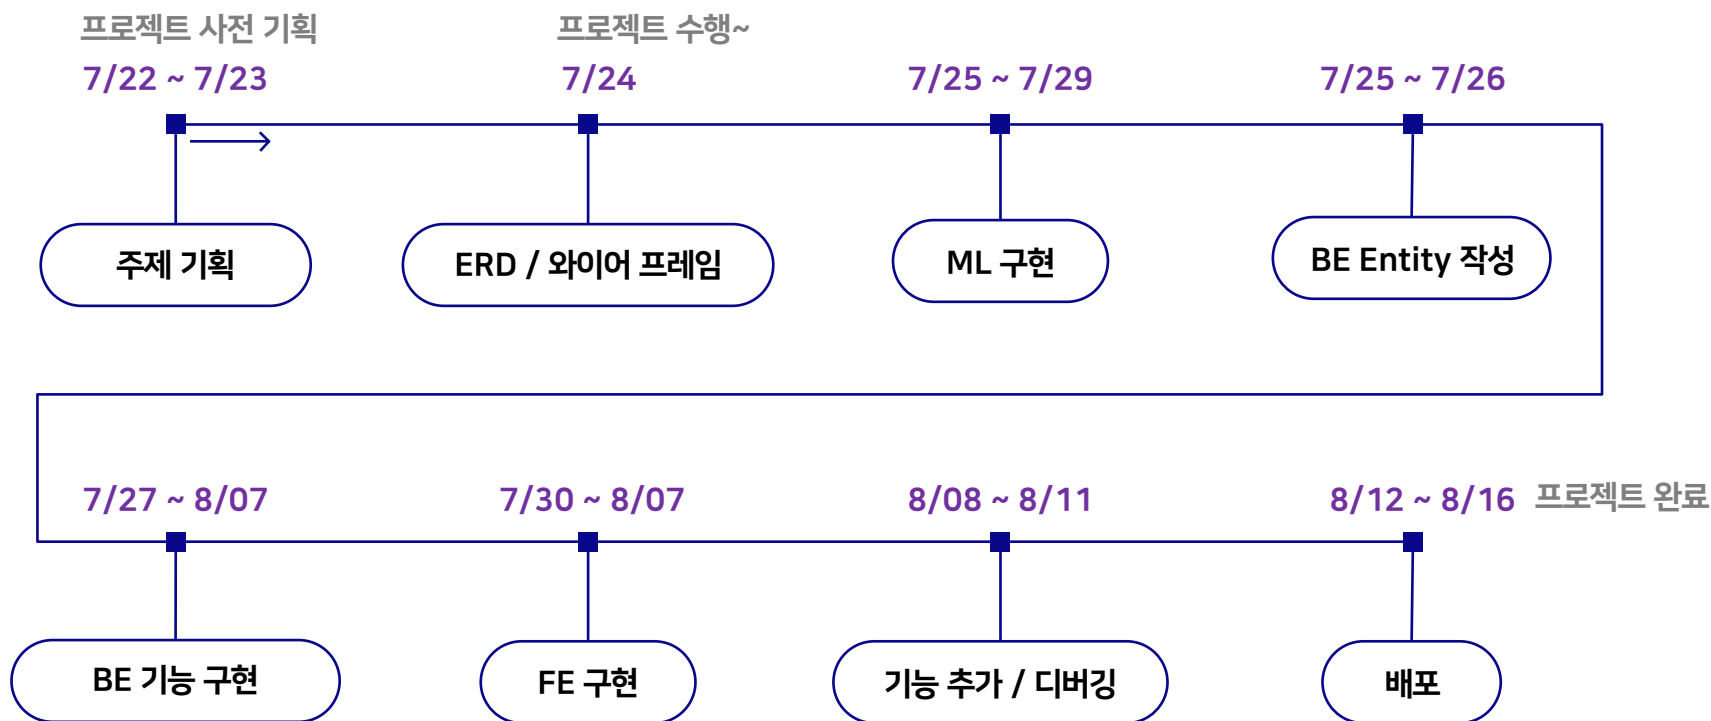 프로젝트 사전 기획
프로젝트 수행~
7/22 ~ 7/23
7/24
7/25 ~ 7/29
7/25 ~ 7/26
주제 기획
ERD / 와이어 프레임
ML 구현
BE Entity 작성
7/27 ~ 8/07
7/30 ~ 8/07
8/08 ~ 8/11
8/12 ~ 8/16
프로젝트 완료
BE 기능 구현
FE 구현
기능 추가 / 디버깅
배포